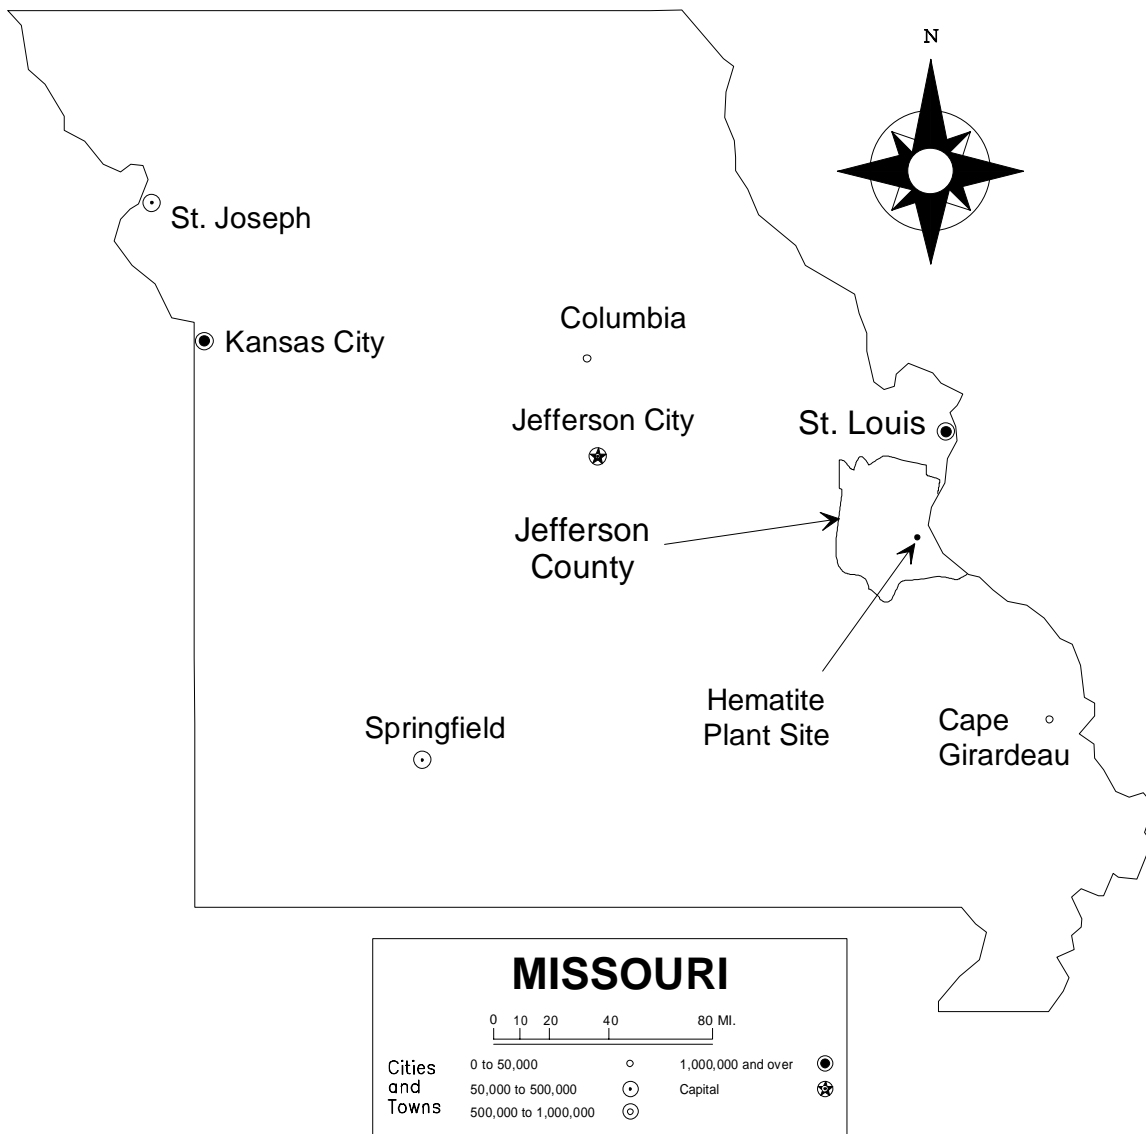 N
St. Joseph
Kansas City
Columbia
Jefferson City
St. Louis
Jefferson
County
Hematite
Plant Site
Springfield
Cape
Girardeau
MISSOURI
0 10 20 40 80 MI.
Cities
and
Towns
0 to 50,000
50,000 to 500,000
500,000 to 1,000,000
1,000,000 and over
Capital